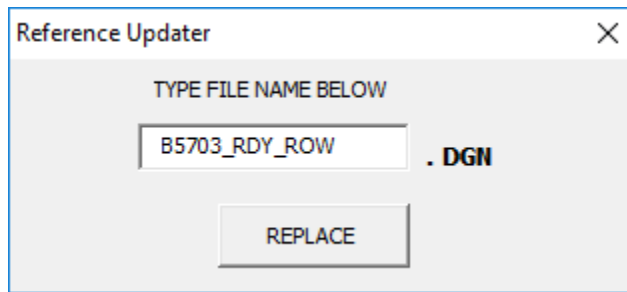 Reference Updater
TYPE FILE NAME BELOW
B5703_RDY_ROW
. DGN
REPLACE